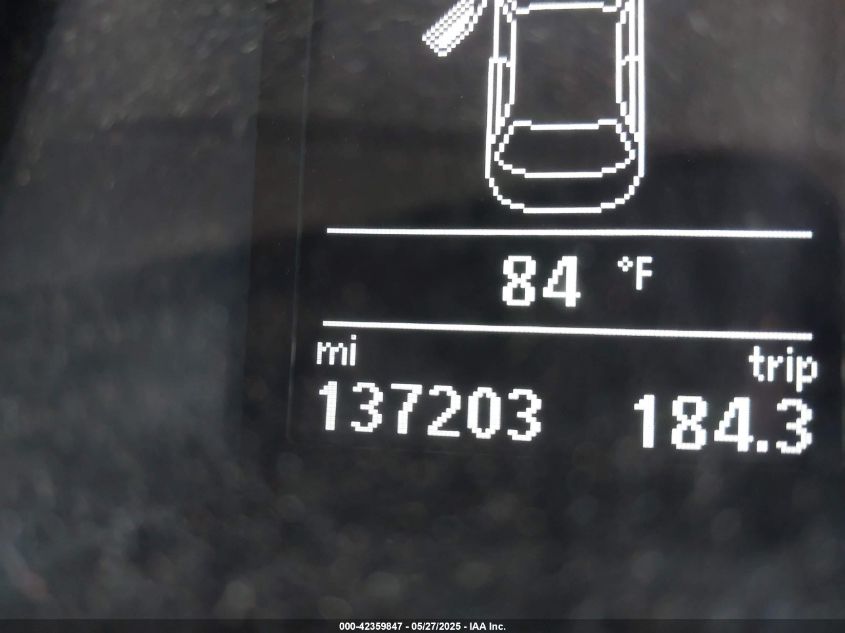 84 °F
mi trip
137203 184.3
000-42359847 - 05/27/2025 - IAA Inc.